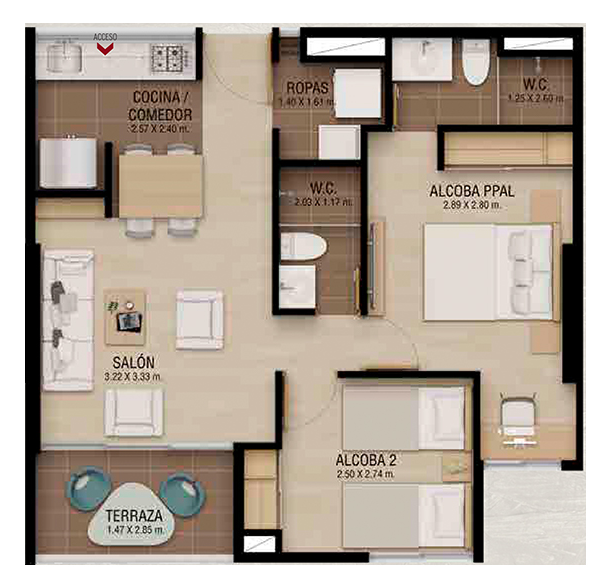 ACCESO
COCINA /
COMEDOR
2.57 X 2.40 m.
ROPAS
1.40 X 1.61 m.
W.C.
1.25 X 2.60 m.
W.C.
2.03 X 1.17 m.
ALCOBA PPAL
2.89 X 2.80 m.
SALÓN
3.22 X 3.33 m.
ALCOBA 2
2.50 X 2.74 m.
TERRAZA
1.47 X 2.85 m.